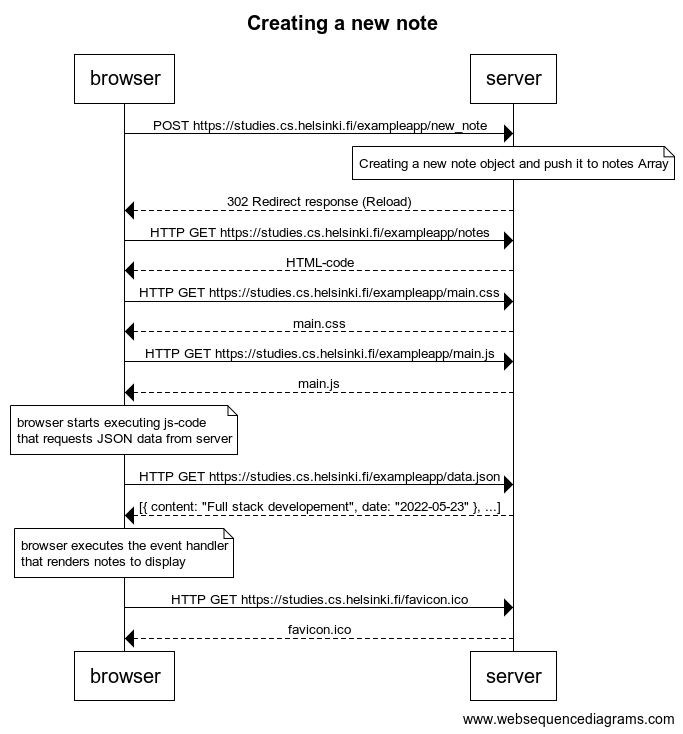 Creating a new note
browser
server
POST https://studies.cs.helsinki.fi/exampleapp/new_note
Creating a new note object and push it to notes Array
302 Redirect response (Reload)
HTTP GET https://studies.cs.helsinki.fi/exampleapp/notes
HTML-code
HTTP GET https://studies.cs.helsinki.fi/exampleapp/main.css
main.css
HTTP GET https://studies.cs.helsinki.fi/exampleapp/main.js
main.js
browser starts executing js-code
that requests JSON data from server
HTTP GET https://studies.cs.helsinki.fi/exampleapp/data.json
[{ content: "Full stack developement", date: "2022-05-23" }, ...]
browser executes the event handler
that renders notes to display
HTTP GET https://studies.cs.helsinki.fi/favicon.ico
favicon.ico
browser
server
www.websequencediagrams.com